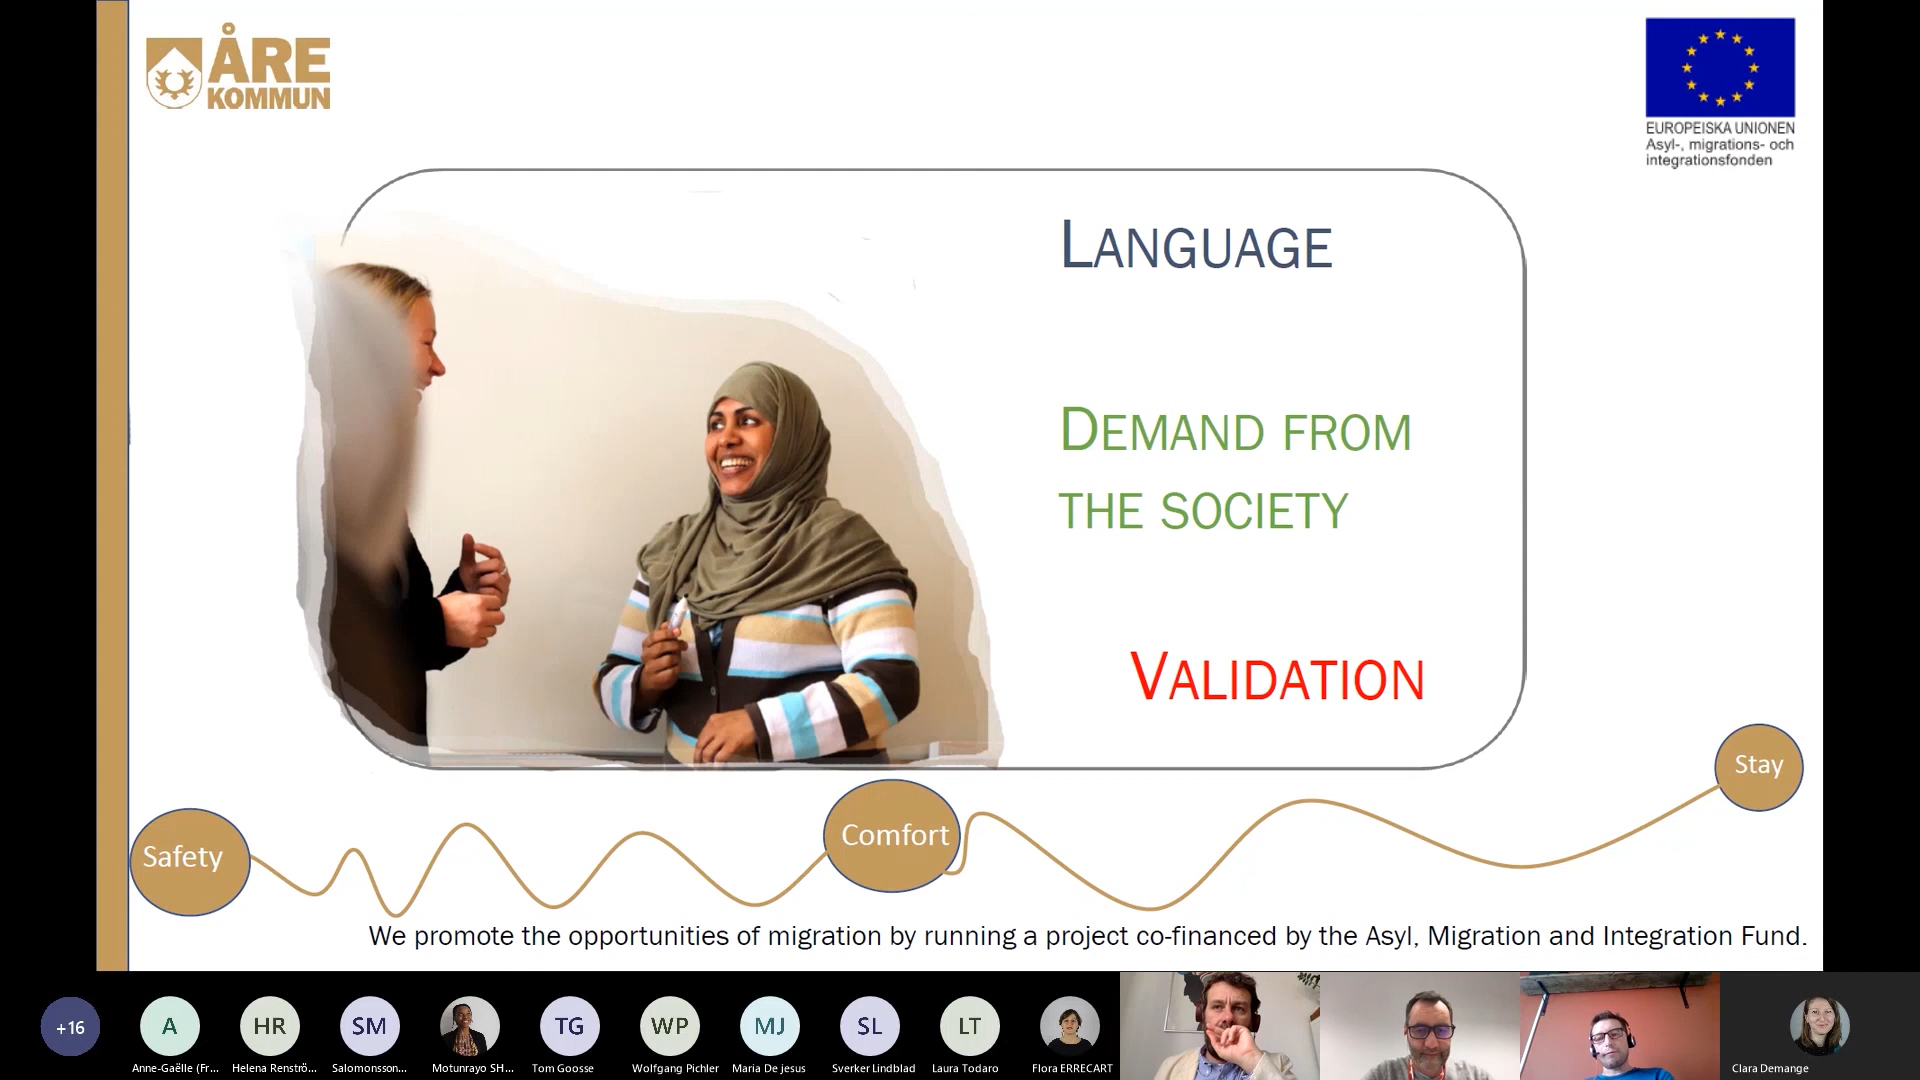 ÅRE
KOMMUN
EUROPEISKA UNIONEN
Asyl-, migrations- och
integrationsfonden
LANGUAGE
DEMAND FROM
THE SOCIETY
VALIDATION
Safety
Comfort
Stay
We promote the opportunities of migration by running a project co-financed by the Asyl, Migration and Integration Fund.
+16
A
HR
SM
TG
WP
MJ
SL
LT
Anne-Gaëlle (Fr...
Helena Renströ...
Salomonsson...
Motunrayo SH...
Tom Goosse
Wolfgang Pichler
Maria De jesus
Sverker Lindblad
Laura Todaro
Flora ERRECART
Clara Demange